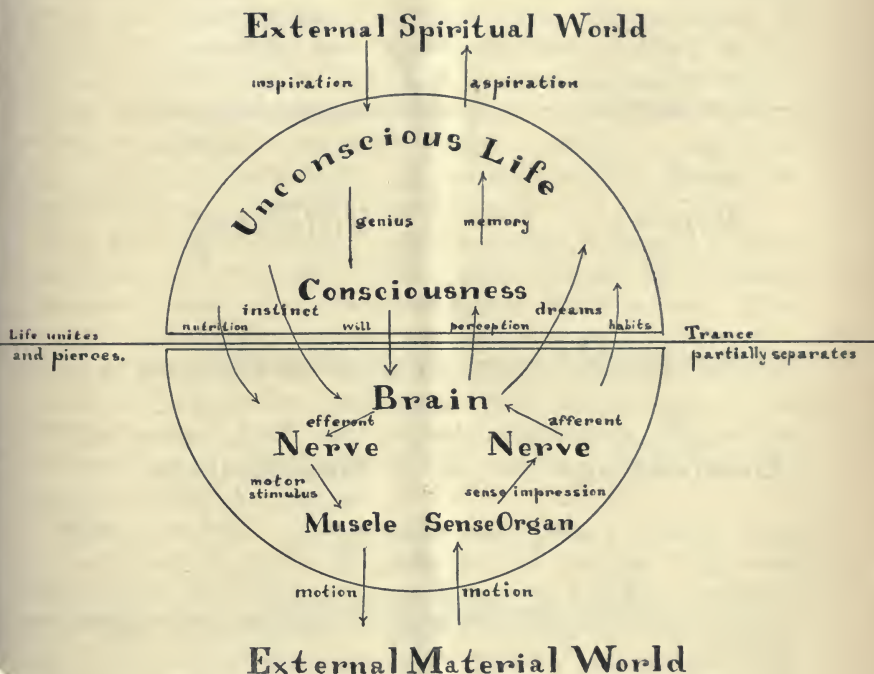 External Spiritual World
inspiration
aspiration
Unconscious Life
genius
memory
Consciousness
instinct
dreams
nutrition
will
perception
habits
Life unites
and pierces.
Trance
partially separates
Brain
efferent
afferent
Nerve
Nerve
motor
stimulus
sense impression
Muscle
Sense Organ
motion
motion
External Material World